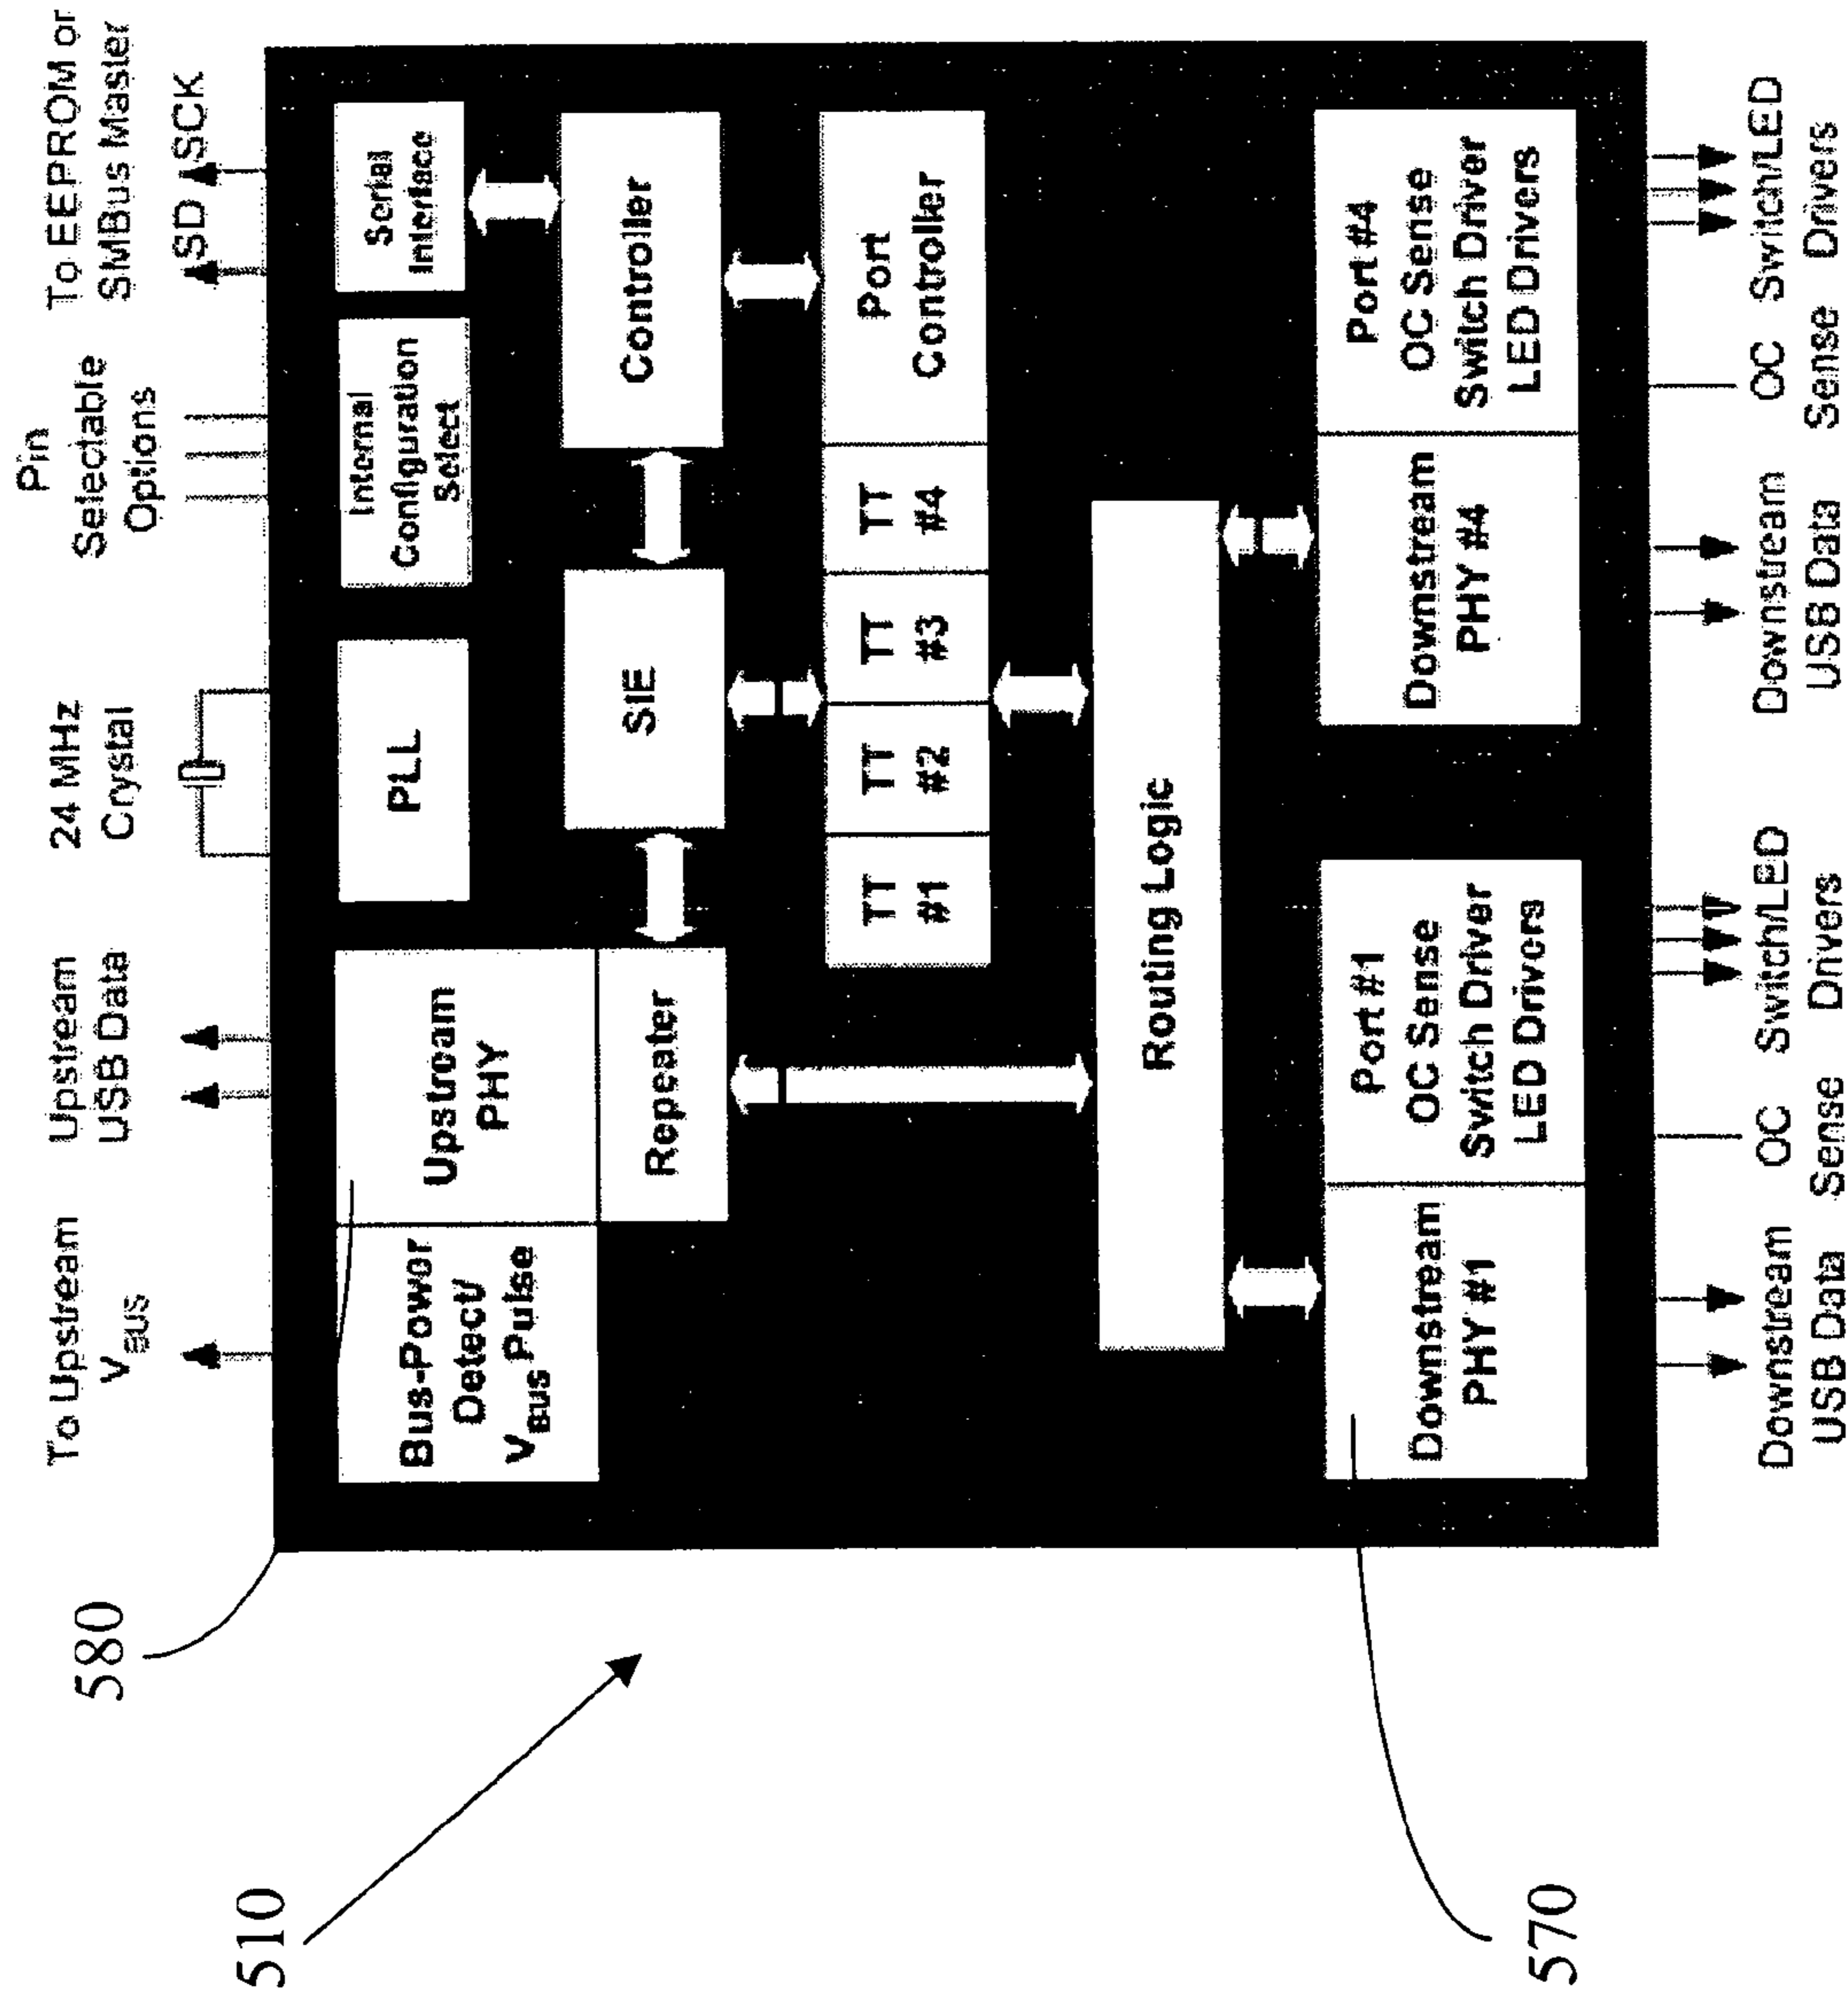 To Upstream
VBUS
Upstream
USB Data
24 MHz
Crystal
Pin
Selectable
Options
To EEPROM or
SMBus Master
SD SCK
580
510
570
Bus-Power
Detect/
VBUS Pulse
Upstream
PHY
Repeater
PLL
Internal
Configuration
Select
Serial
Interface
SIE
Controller
TT
#1
TT
#2
TT
#3
TT
#4
Port
Controller
Routing Logic
Downstream
PHY #1
Port #1
OC Sense
Switch Driver
LED Drivers
Downstream
PHY #4
Port #4
OC Sense
Switch Driver
LED Drivers
Downstream
USB Data
OC
Sense
Switch/LED
Drivers
Downstream
USB Data
OC
Sense
Switch/LED
Drivers